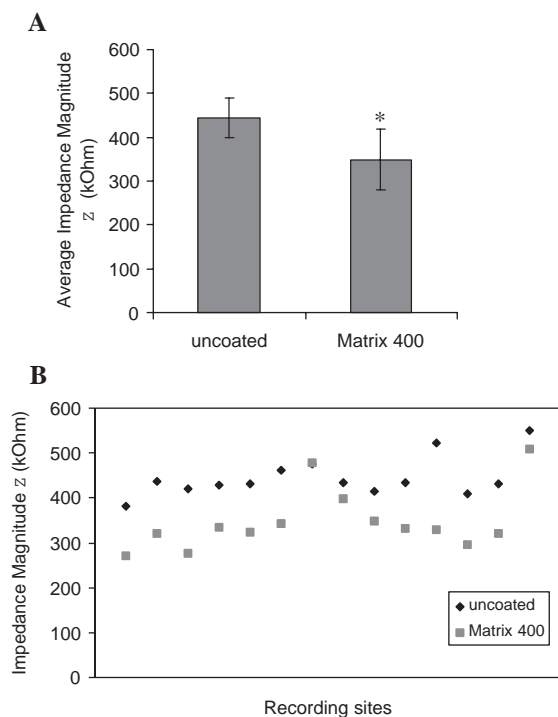 A
Average Impedance Magnitude
Z (kOhm)
600
500
400
300
200
100
0
*
uncoated
Matrix 400
B
Impedance Magnitude Z (kOhm)
600
500
400
300
200
100
0
uncoated
Matrix 400
Recording sites